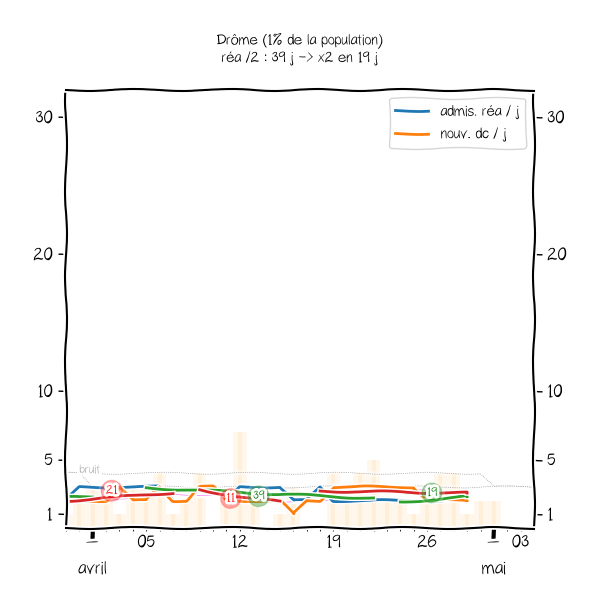 Drôme (1% de la population)
réa /2 : 39 j -> x2 en 19 j
admis. réa / j
nouv. dc / j
30
30
20
20
10
10
5
5
bruit
21
11
39
19
1
1
05
12
19
26
03
avril
mai